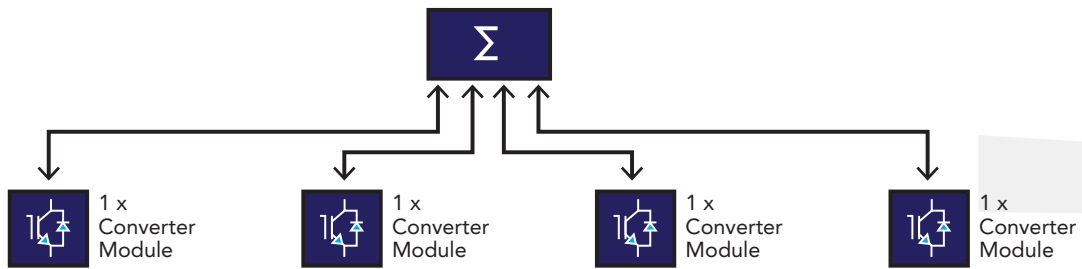 Σ
1 x
Converter
Module
1 x
Converter
Module
1 x
Converter
Module
1 x
Converter
Module